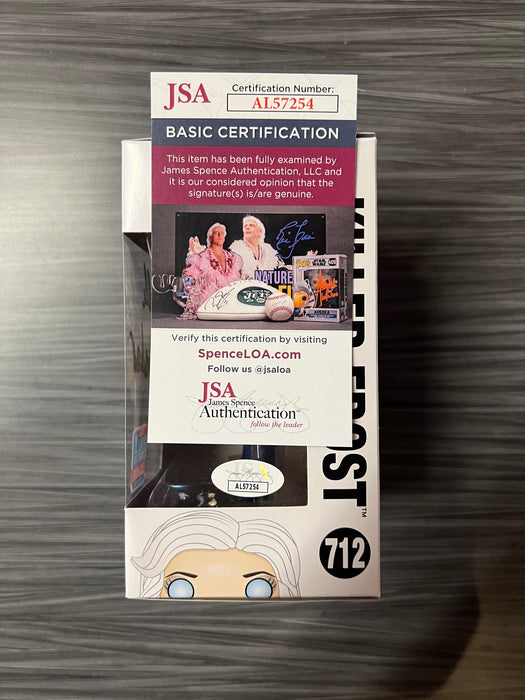 JSA
Certification Number:
AL57254
BASIC CERTIFICATION
This item has been fully examined by
James Spence Authentication, LLC and
it is our considered opinion that the
signature(s) is/are genuine.
NATURE
Verify this certification by visiting
SpenceLOA.com
Follow us @jsaloa
JSA
James Spence
Authentication™
follow the leader
AL57254
KILLER FROST™
712